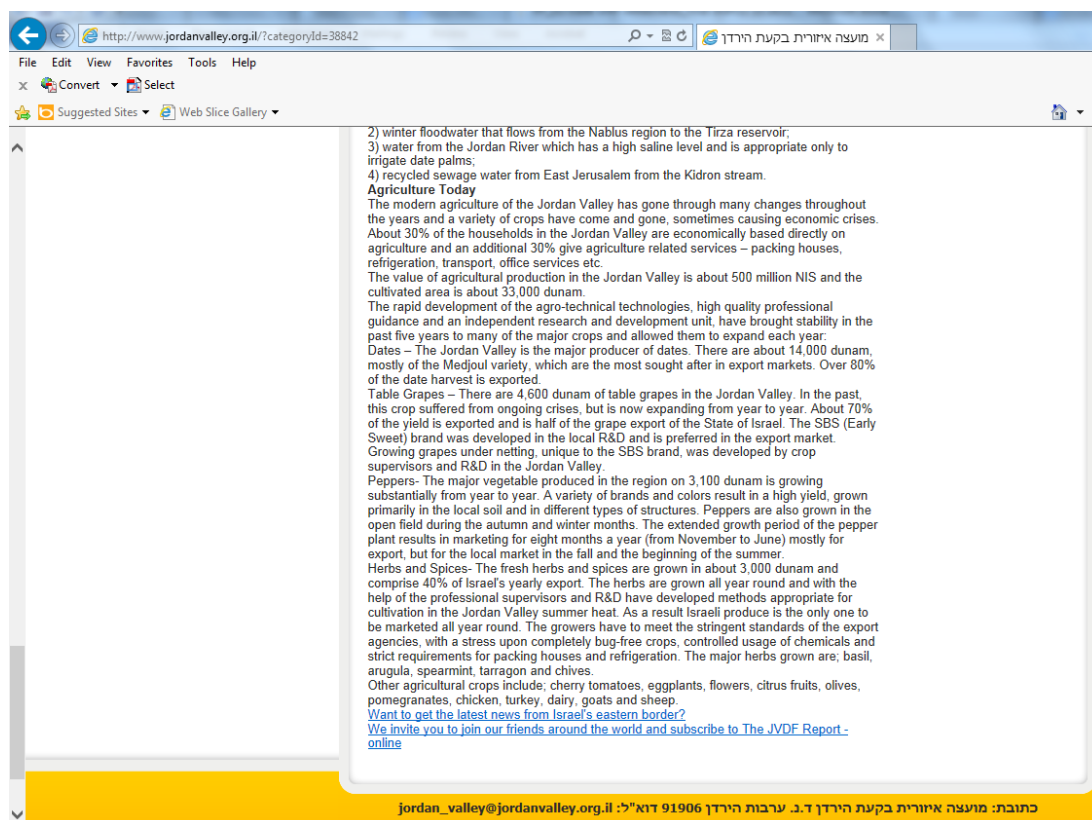 http://www.jordanvalley.org.il/?categoryId=38842
מועצה איזורית בקעת הירדן
File Edit View Favorites Tools Help
x Convert Select
Suggested Sites Web Slice Gallery
2) winter floodwater that flows from the Nablus region to the Tirza reservoir;
3) water from the Jordan River which has a high saline level and is appropriate only to
irrigate date palms;
4) recycled sewage water from East Jerusalem from the Kidron stream.
Agriculture Today
The modern agriculture of the Jordan Valley has gone through many changes throughout
the years and a variety of crops have come and gone, sometimes causing economic crises.
About 30% of the households in the Jordan Valley are economically based directly on
agriculture and an additional 30% give agriculture related services – packing houses,
refrigeration, transport, office services etc.
The value of agricultural production in the Jordan Valley is about 500 million NIS and the
cultivated area is about 33,000 dunam.
The rapid development of the agro-technical technologies, high quality professional
guidance and an independent research and development unit, have brought stability in the
past five years to many of the major crops and allowed them to expand each year:
Dates – The Jordan Valley is the major producer of dates. There are about 14,000 dunam,
mostly of the Medjoul variety, which are the most sought after in export markets. Over 80%
of the date harvest is exported.
Table Grapes – There are 4,600 dunam of table grapes in the Jordan Valley. In the past,
this crop suffered from ongoing crises, but is now expanding from year to year. About 70%
of the yield is exported and is half of the grape export of the State of Israel. The SBS (Early
Sweet) brand was developed in the local R&D and is preferred in the export market.
Growing grapes under netting, unique to the SBS brand, was developed by crop
supervisors and R&D in the Jordan Valley.
Peppers- The major vegetable produced in the region on 3,100 dunam is growing
substantially from year to year. A variety of brands and colors result in a high yield, grown
primarily in the local soil and in different types of structures. Peppers are also grown in the
open field during the autumn and winter months. The extended growth period of the pepper
plant results in marketing for eight months a year (from November to June) mostly for
export, but for the local market in the fall and the beginning of the summer.
Herbs and Spices- The fresh herbs and spices are grown in about 3,000 dunam and
comprise 40% of Israel's yearly export. The herbs are grown all year round and with the
help of the professional supervisors and R&D have developed methods appropriate for
cultivation in the Jordan Valley summer heat. As a result Israeli produce is the only one to
be marketed all year round. The growers have to meet the stringent standards of the export
agencies, with a stress upon completely bug-free crops, controlled usage of chemicals and
strict requirements for packing houses and refrigeration. The major herbs grown are; basil,
arugula, spearmint, tarragon and chives.
Other agricultural crops include; cherry tomatoes, eggplants, flowers, citrus fruits, olives,
pomegranates, chicken, turkey, dairy, goats and sheep.
Want to get the latest news from Israel's eastern border?
We invite you to join our friends around the world and subscribe to The JVDF Report -
online
כתובת: מועצה איזורית בקעת הירדן ד.נ. ערבות הירדן 91906 דוא"ל: jordan_valley@jordanvalley.org.il